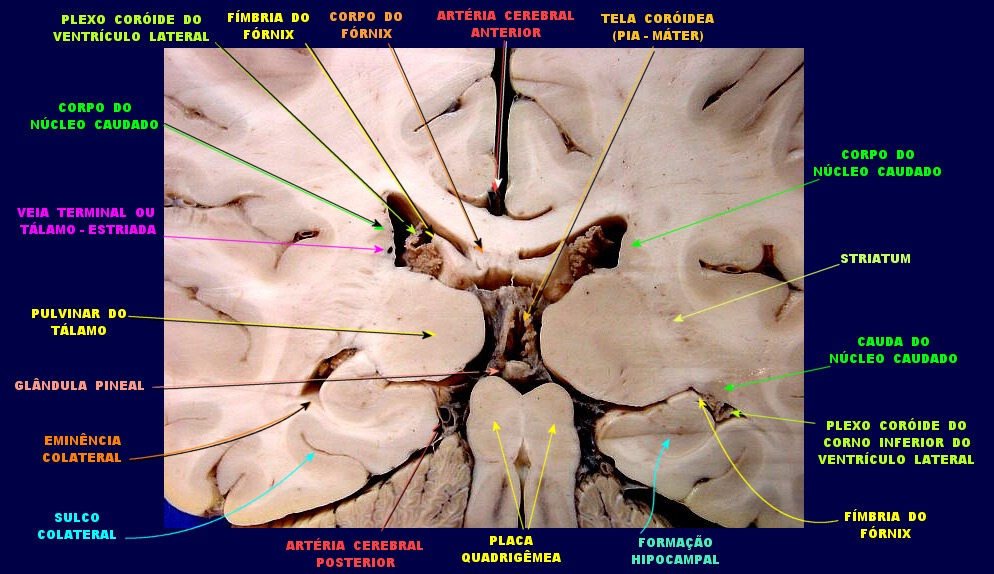 PLEXO CORÓIDE DO
VENTRÍCULO LATERAL
FÍMBRIA DO
FÓRNIX
CORPO DO
FÓRNIX
ARTÉRIA CEREBRAL
ANTERIOR
TELA CORÓIDEA
(PIA - MÁTER)
CORPO DO
NÚCLEO CAUDADO
CORPO DO
NÚCLEO CAUDADO
VEIA TERMINAL OU
TÁLAMO - ESTRIADA
STRIATUM
PULVINAR DO
TÁLAMO
CAUDA DO
NÚCLEO CAUDADO
GLÂNDULA PINEAL
EMINÊNCIA
COLATERAL
PLEXO CORÓIDE DO
CORNO INFERIOR DO
VENTRÍCULO LATERAL
SULCO
COLATERAL
FÍMBRIA DO
FÓRNIX
ARTÉRIA CEREBRAL
POSTERIOR
PLACA
QUADRIGÊMEA
FORMAÇÃO
HIPOCAMPAL